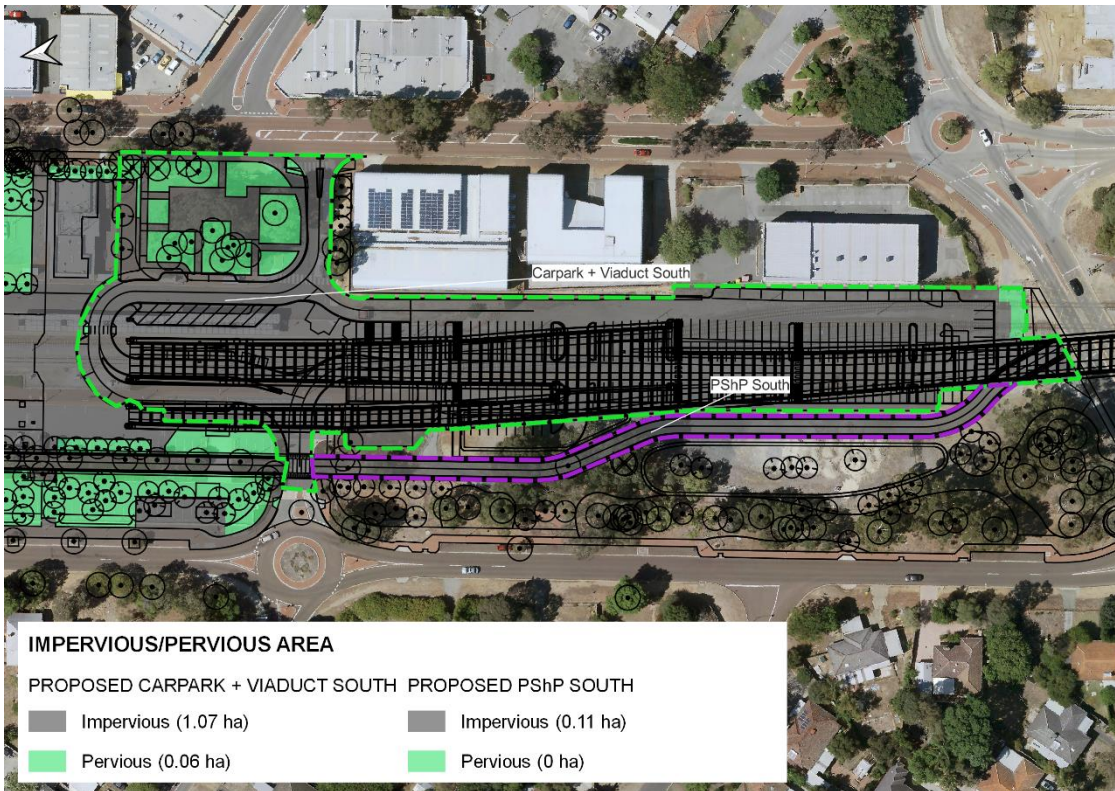 Carpark + Viaduct South
PShP South
IMPERVIOUS/PERVIOUS AREA
PROPOSED CARPARK + VIADUCT SOUTH PROPOSED PShP SOUTH
Impervious (1.07 ha) Impervious (0.11 ha)
Pervious (0.06 ha) Pervious (0 ha)